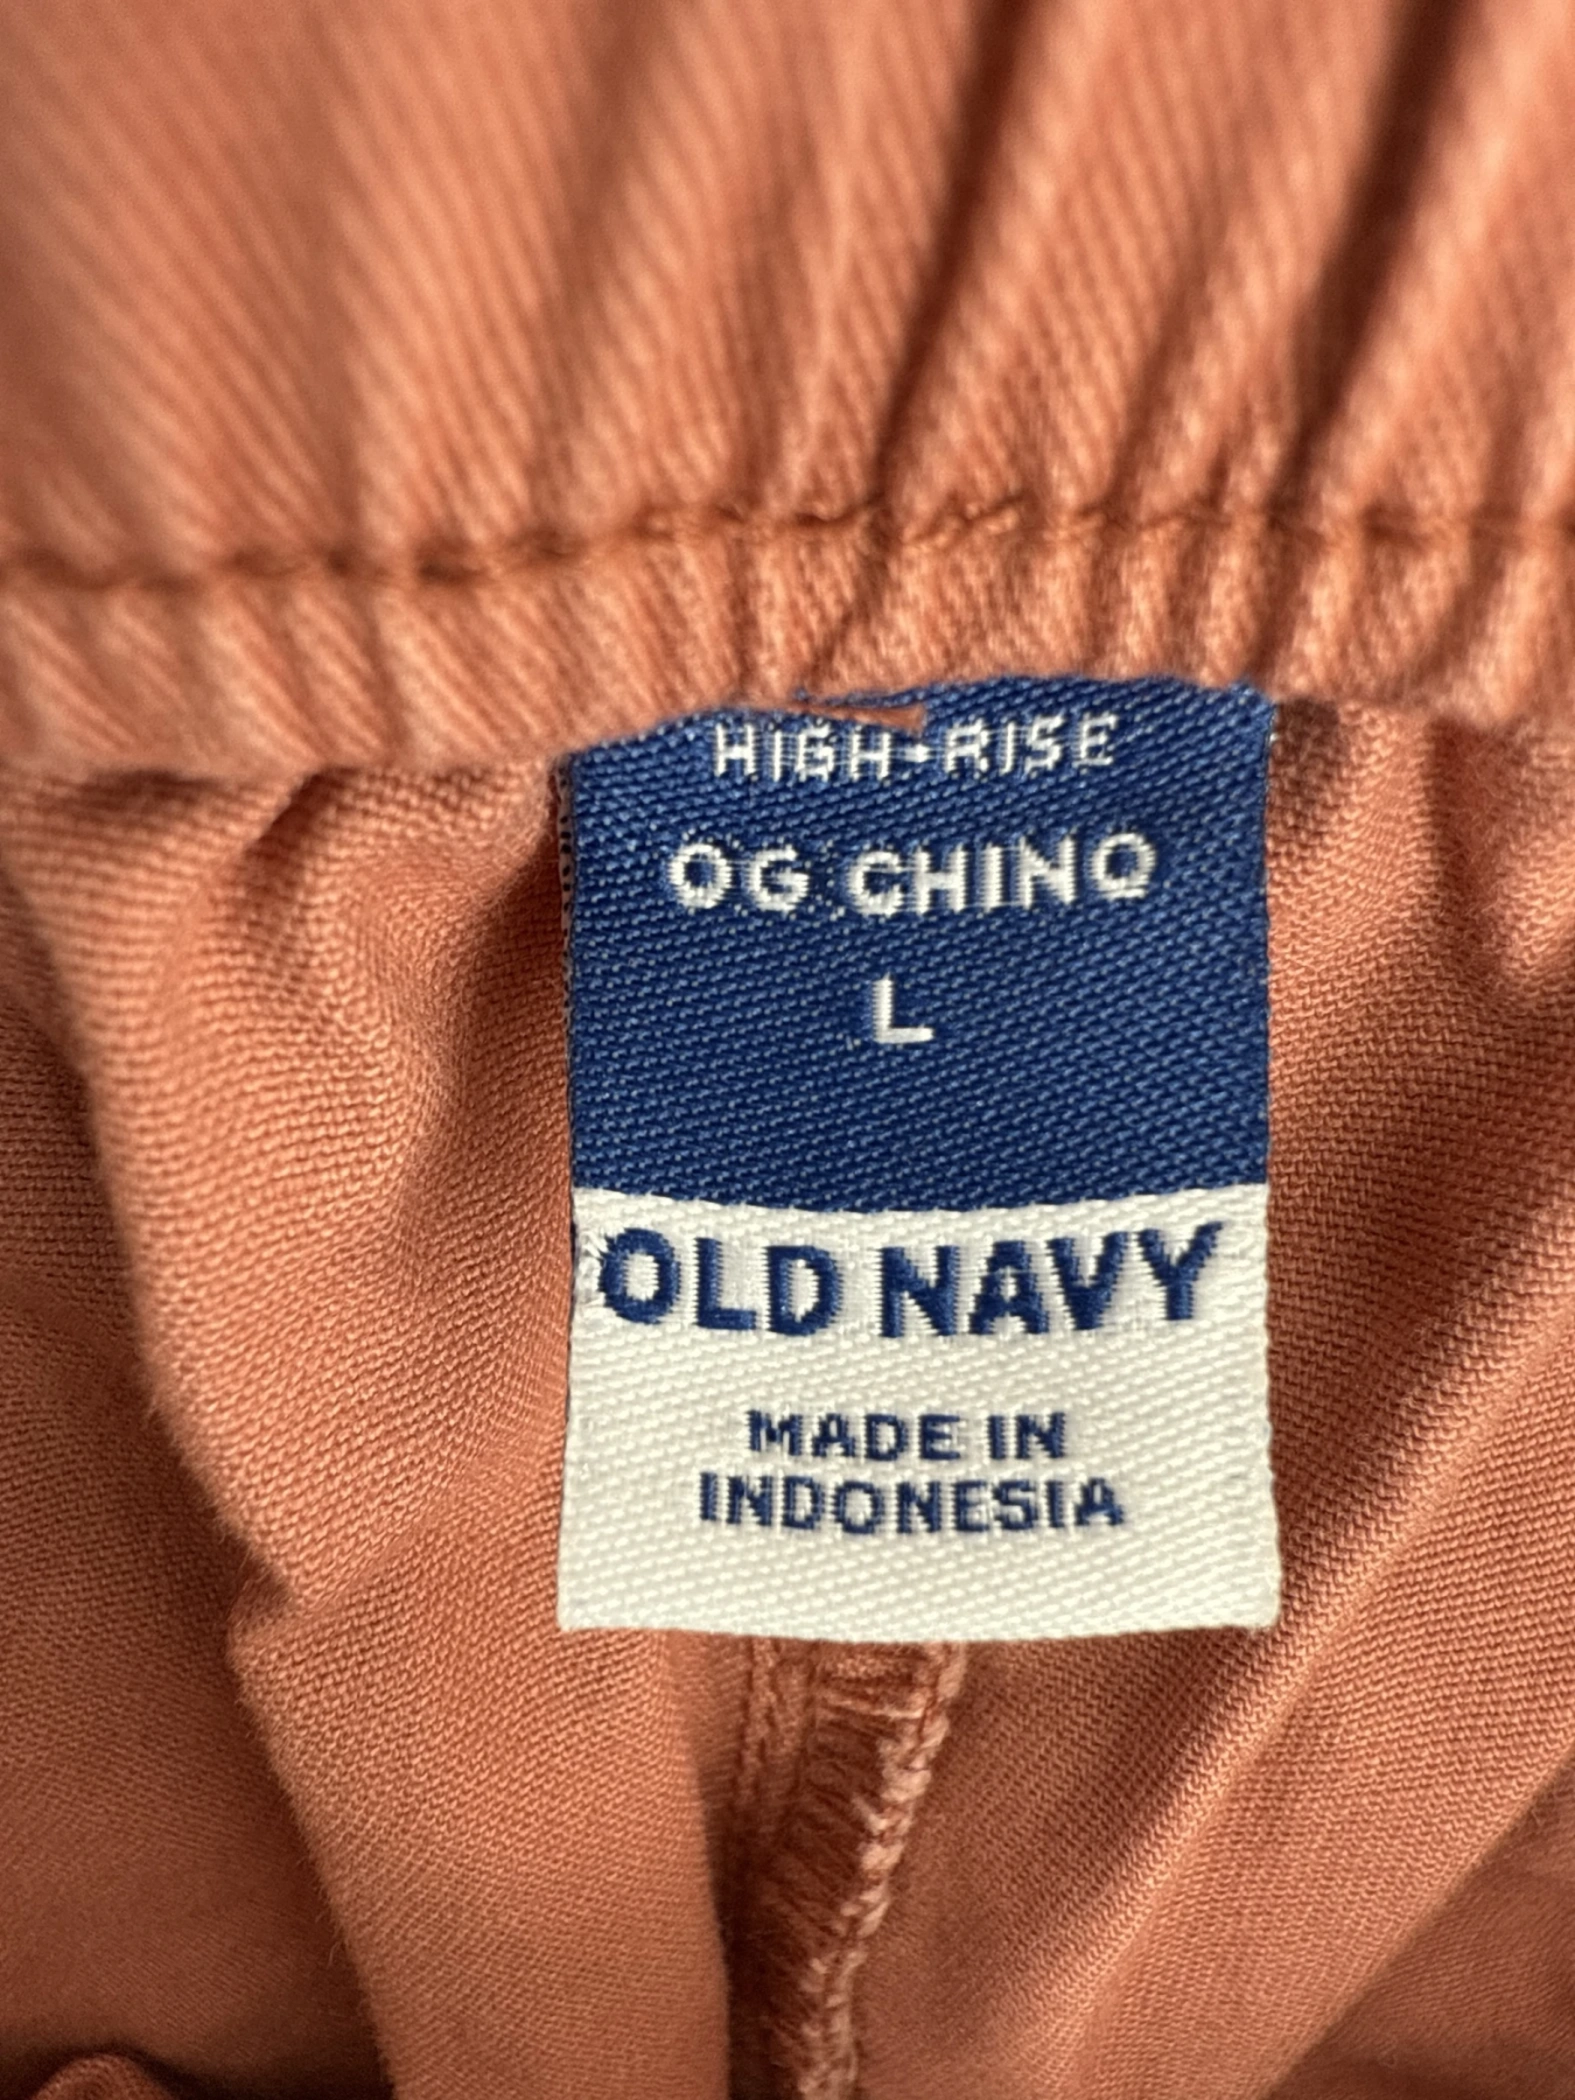 HIGH-RISE
OG CHINO
L
OLD NAVY
MADE IN
INDONESIA